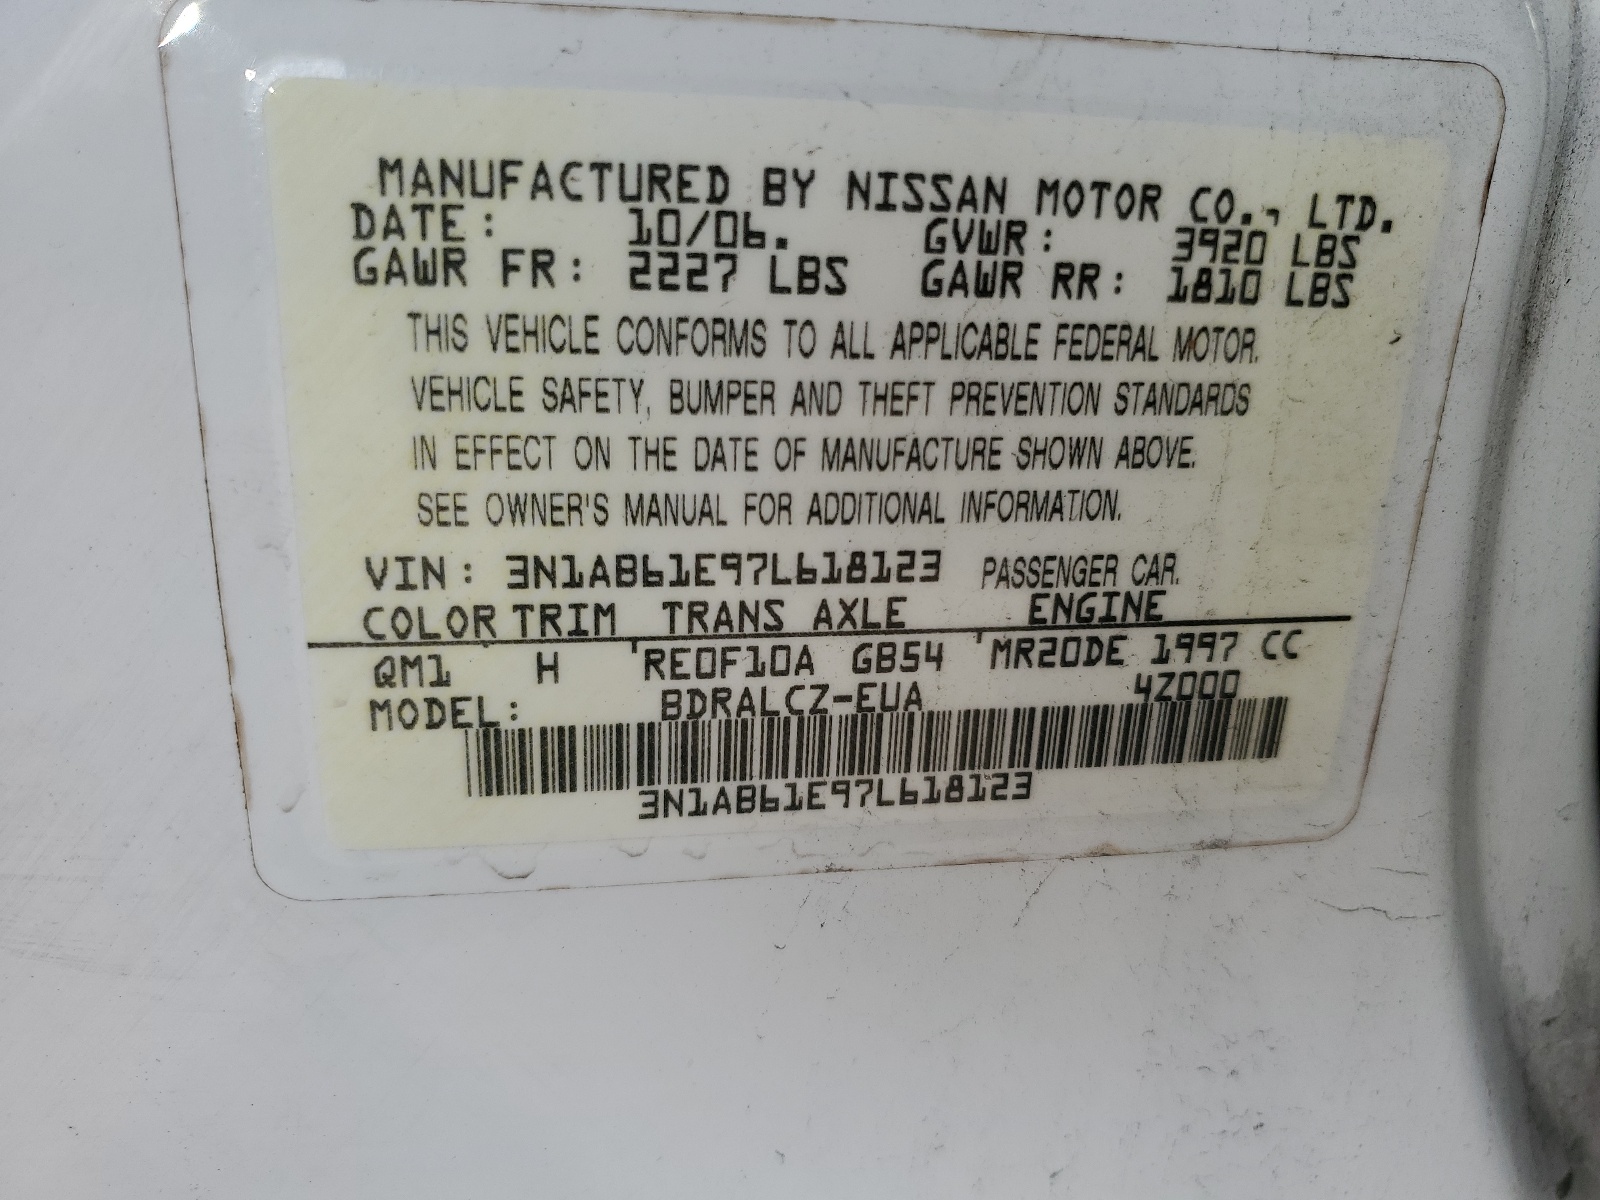 MANUFACTURED BY NISSAN MOTOR CO., LTD.
DATE: 10/06. GVWR: 3920 LBS
GAWR FR: 2227 LBS GAWR RR: 1810 LBS
THIS VEHICLE CONFORMS TO ALL APPLICABLE FEDERAL MOTOR
VEHICLE SAFETY, BUMPER AND THEFT PREVENTION STANDARDS
IN EFFECT ON THE DATE OF MANUFACTURE SHOWN ABOVE.
SEE OWNER'S MANUAL FOR ADDITIONAL INFORMATION.
VIN: 3N1AB61E97L618123 PASSENGER CAR.
COLOR TRIM TRANS AXLE ENGINE
QM1 H RE0F10A GB54 MR20DE 1997 CC
MODEL: BDRALCZ-EUA 4Z000
3N1AB61E97L618123